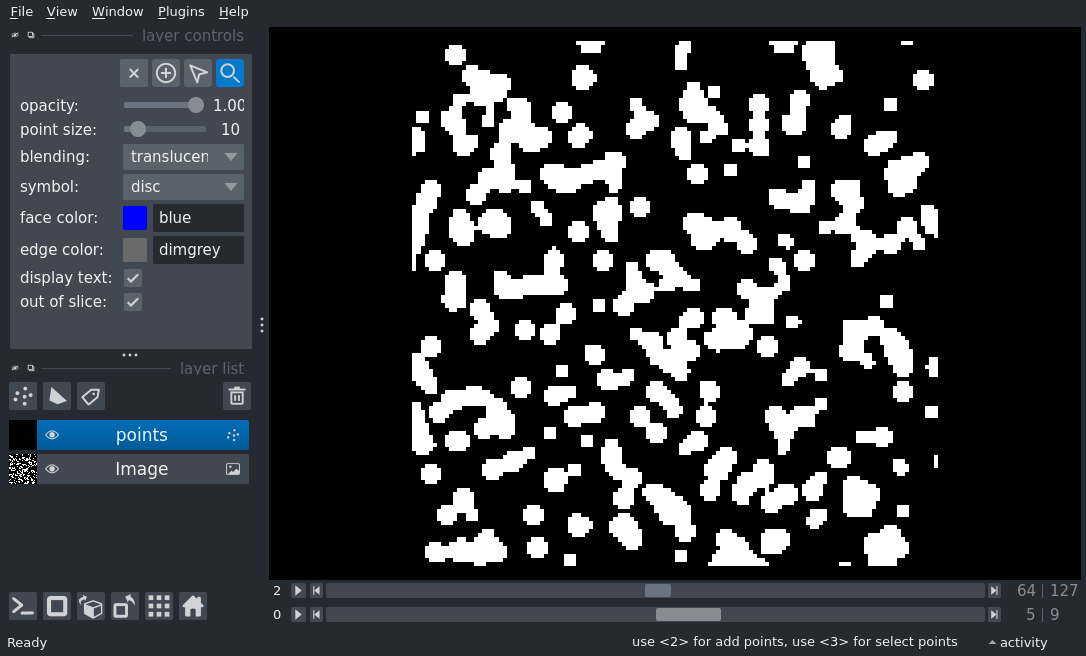 File View Window Plugins Help
layer controls
opacity: 1.00
point size: 10
blending: translucen
symbol: disc
face color: blue
edge color: dimgrey
display text:
out of slice:
layer list
points
Image
2 64 | 127
0 5 | 9
Ready use <2> for add points, use <3> for select points activity